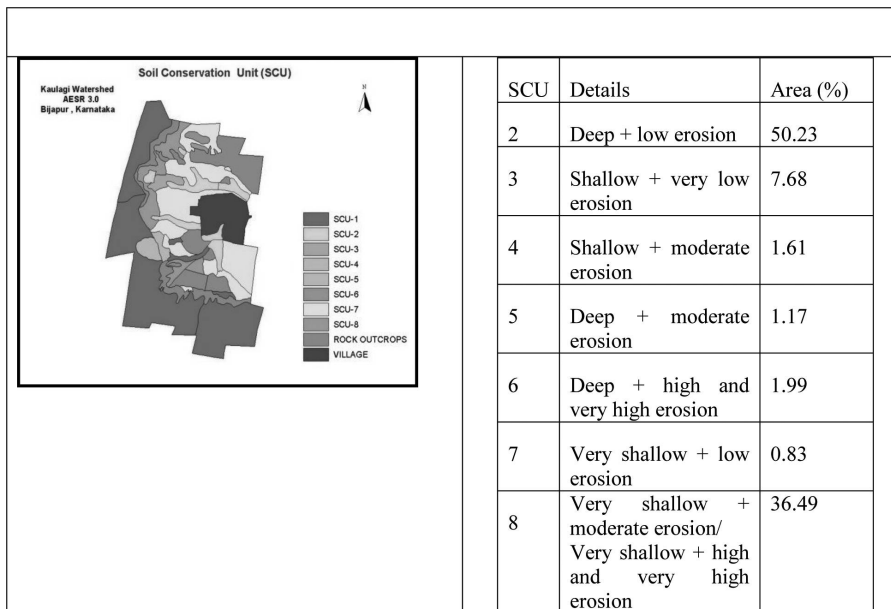 Soil Conservation Unit (SCU)
Kaulagi Watershed
AESR 3.0
Bijapur , Karnataka
N
SCU-1
SCU-2
SCU-3
SCU-4
SCU-5
SCU-6
SCU-7
SCU-8
ROCK OUTCROPS
VILLAGE
SCU Details Area (%)
2 Deep + low erosion 50.23
3 Shallow + very low 7.68
erosion
4 Shallow + moderate 1.61
erosion
5 Deep + moderate 1.17
erosion
6 Deep + high and 1.99
very high erosion
7 Very shallow + low 0.83
erosion
8 Very shallow + 36.49
moderate erosion/
Very shallow + high
and very high
erosion